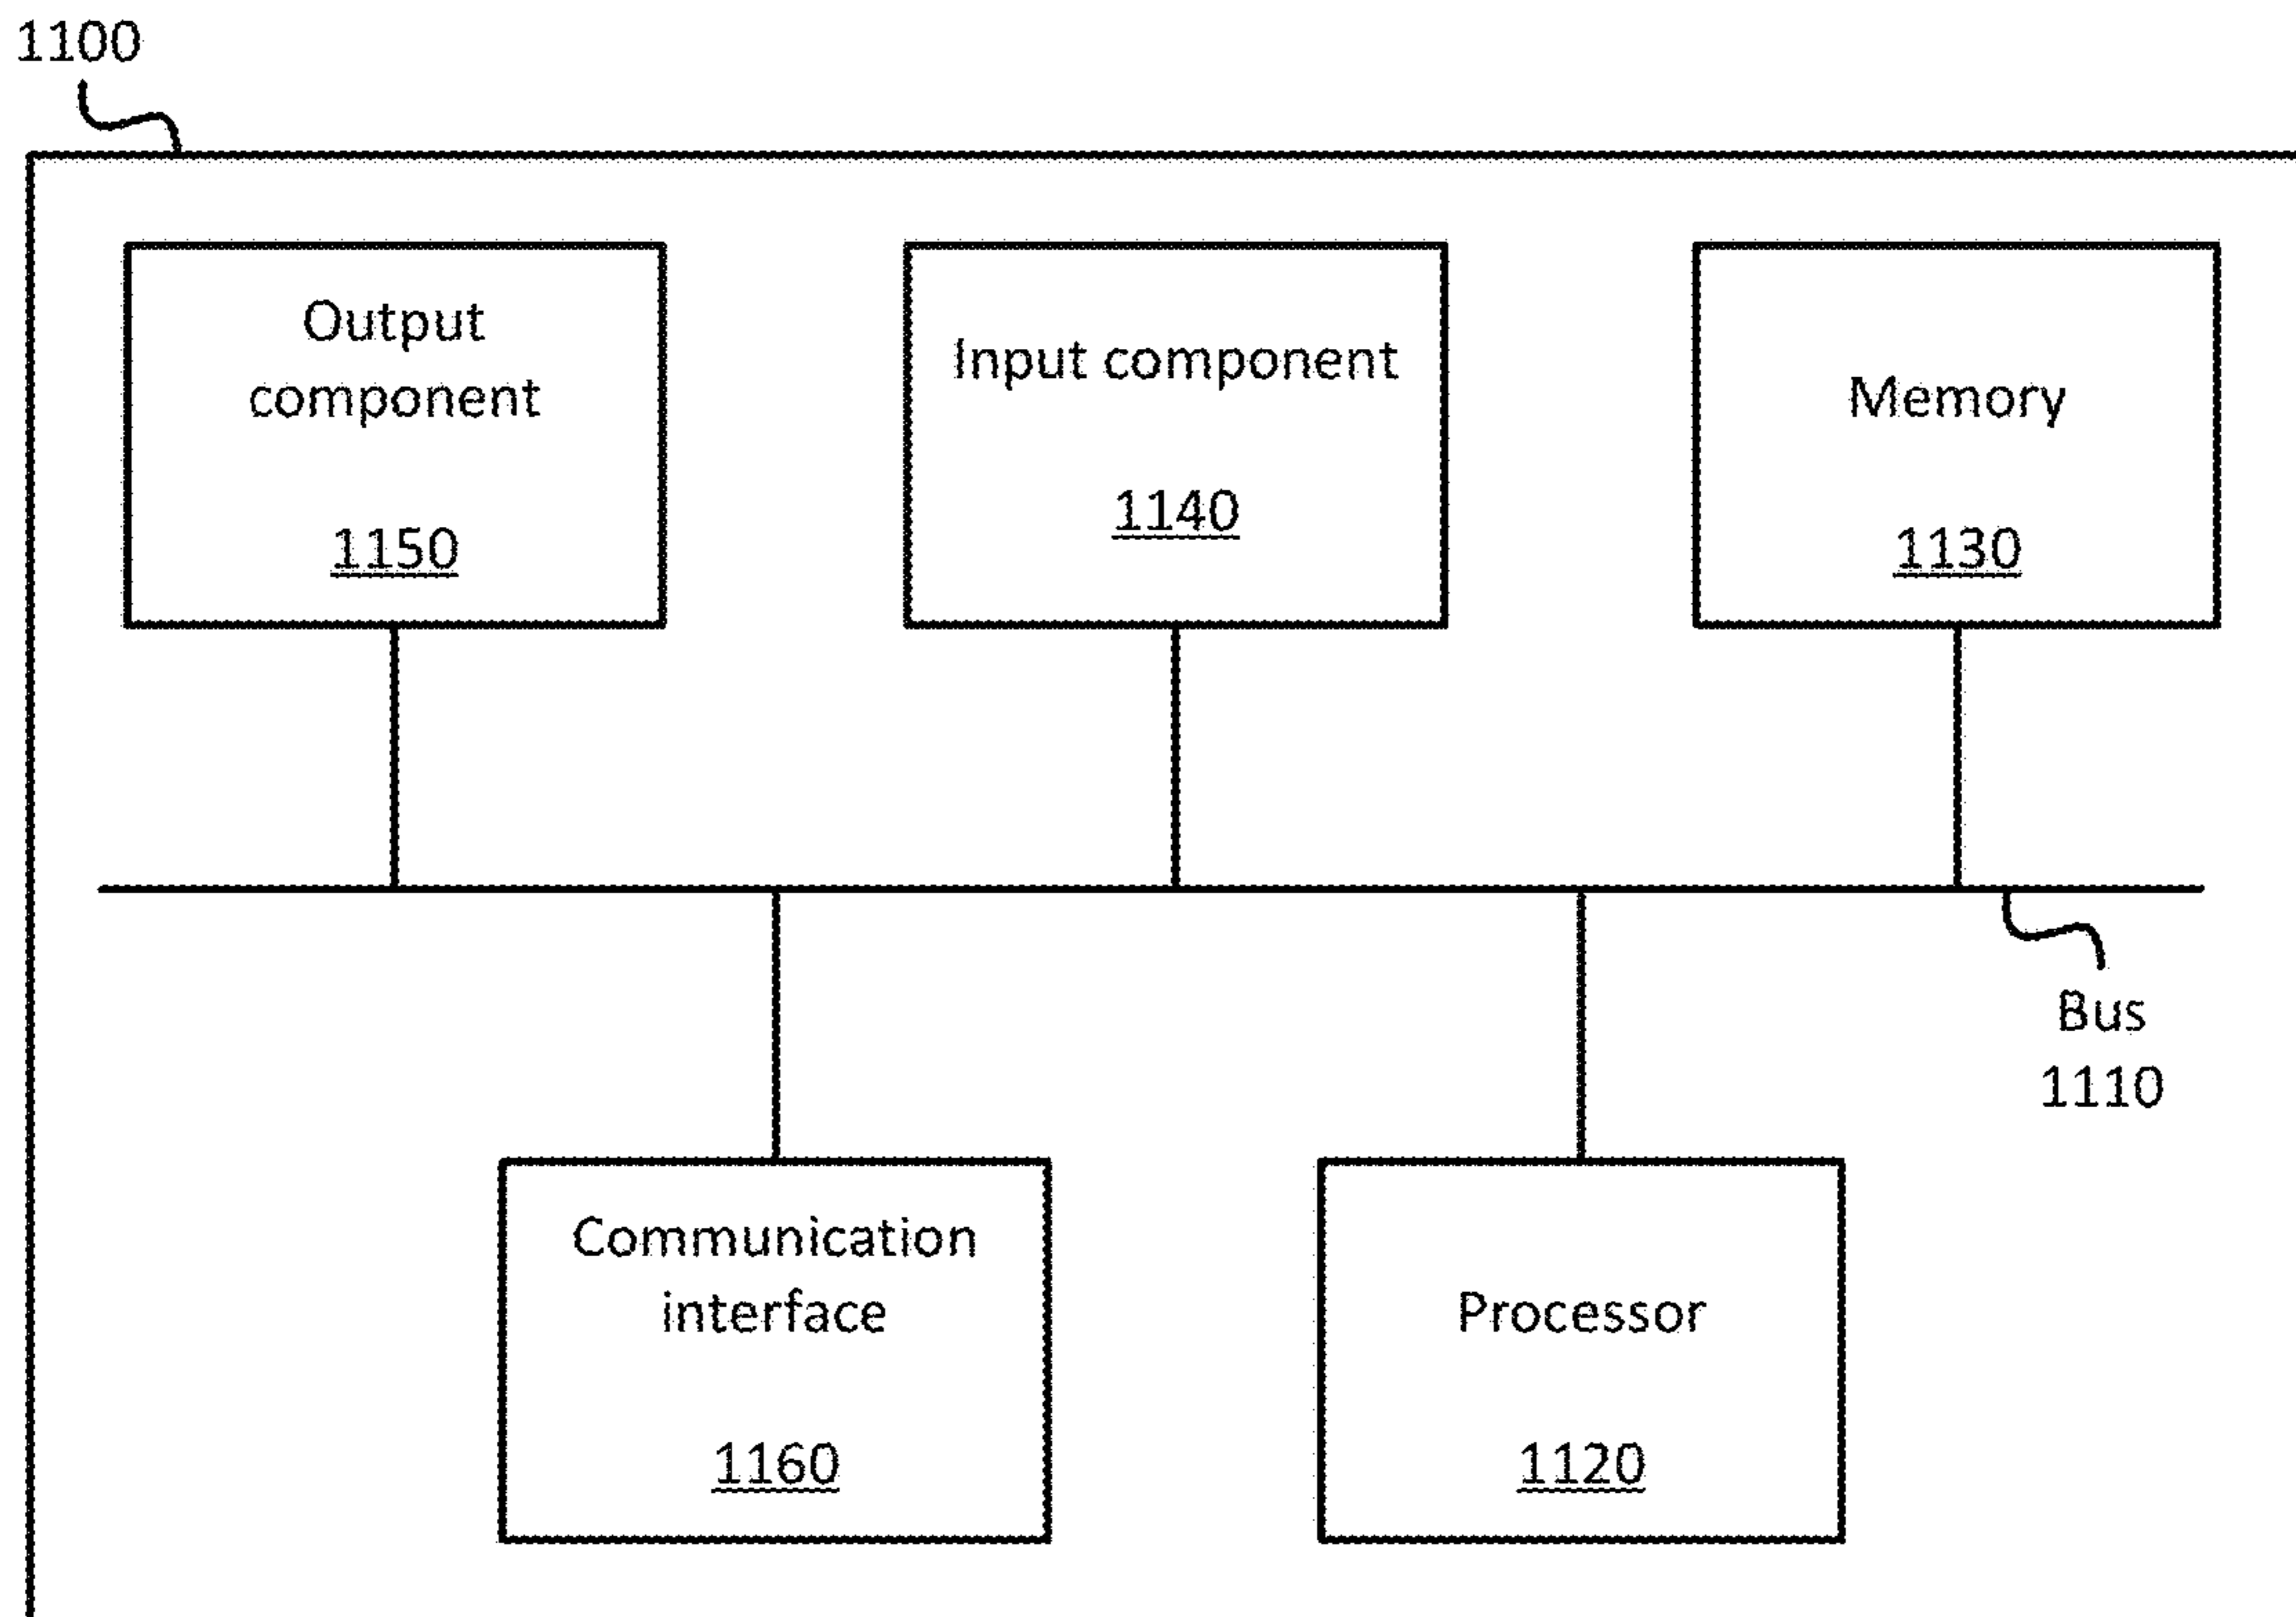 1100
Output
component
1150
Input component
1140
Memory
1130
Bus
1110
Communication
interface
1160
Processor
1120